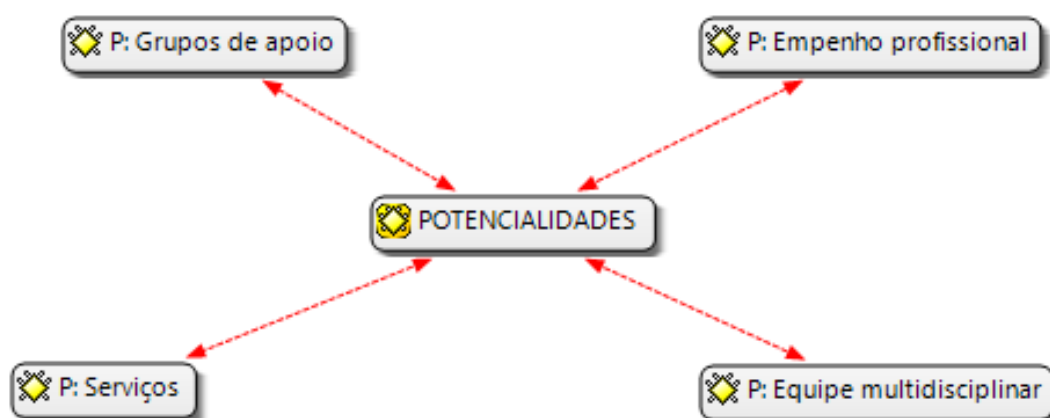 P: Grupos de apoio
P: Empenho profissional
POTENCIALIDADES
P: Serviços
P: Equipe multidisciplinar